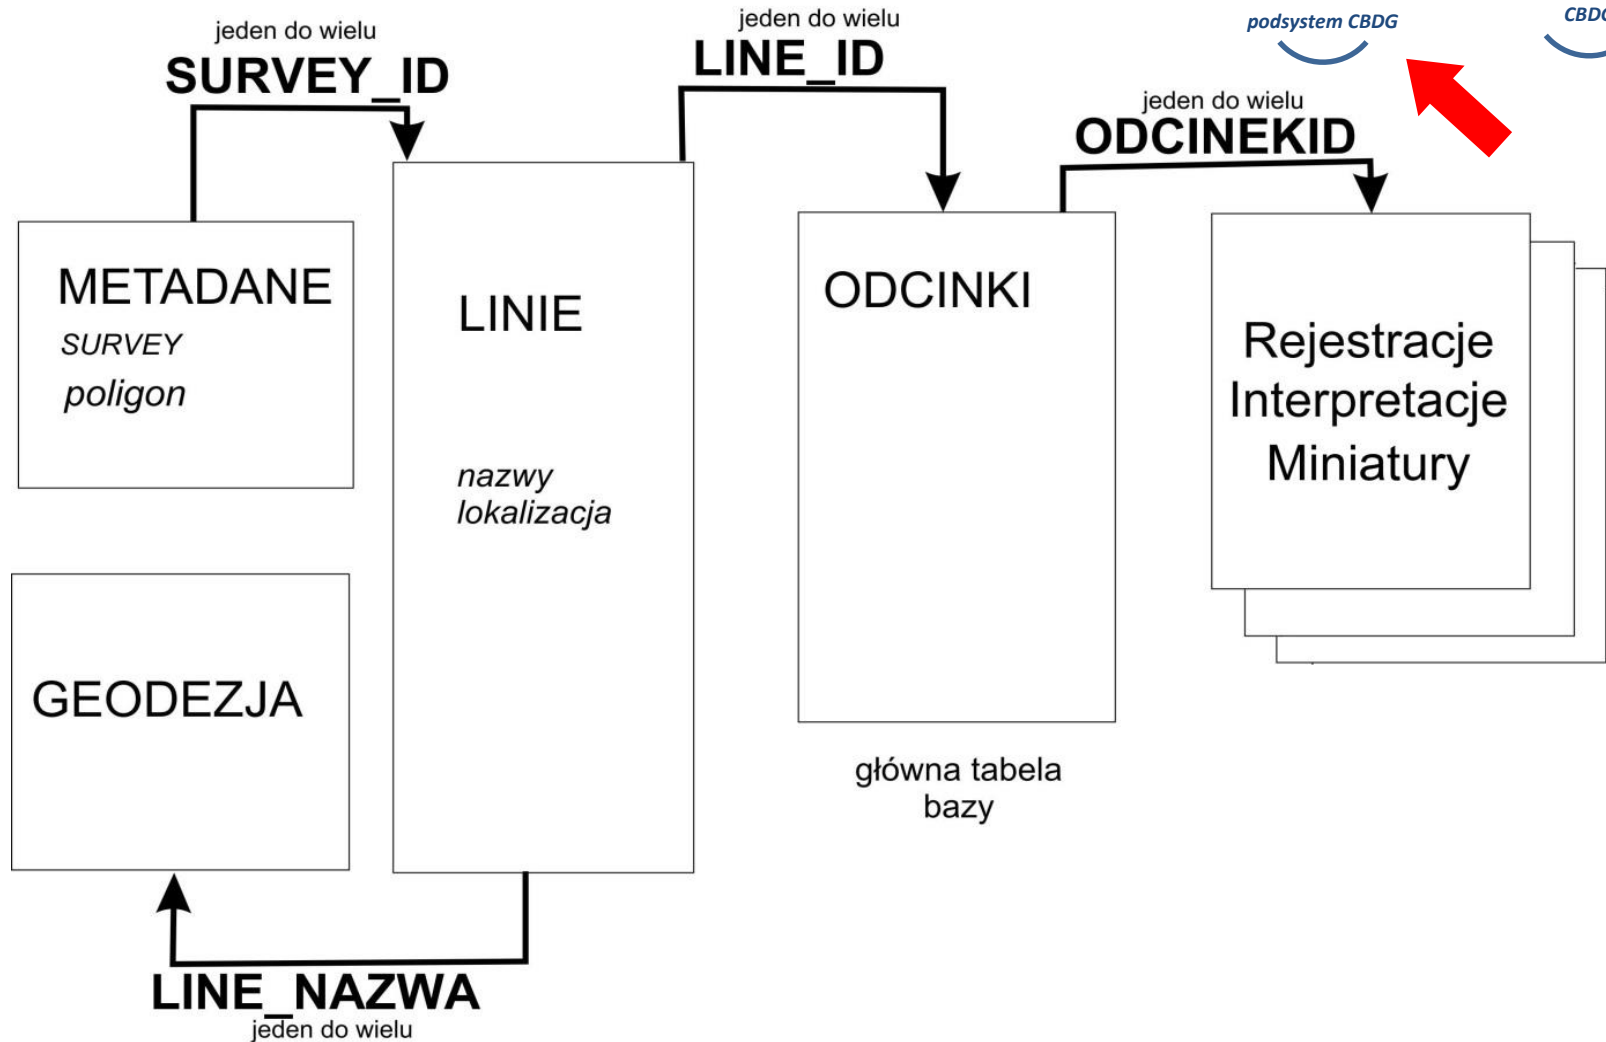 jeden do wielu
SURVEY_ID
jeden do wielu
LINE_ID
podsystem CBDG
jeden do wielu
ODCINEKID
METADANE
SURVEY
poligon
LINIE
nazwy
lokalizacja
ODCINKI
Rejestracje
Interpretacje
Miniatury
GEODEZJA
główna tabela
bazy
LINE_NAZWA
jeden do wielu